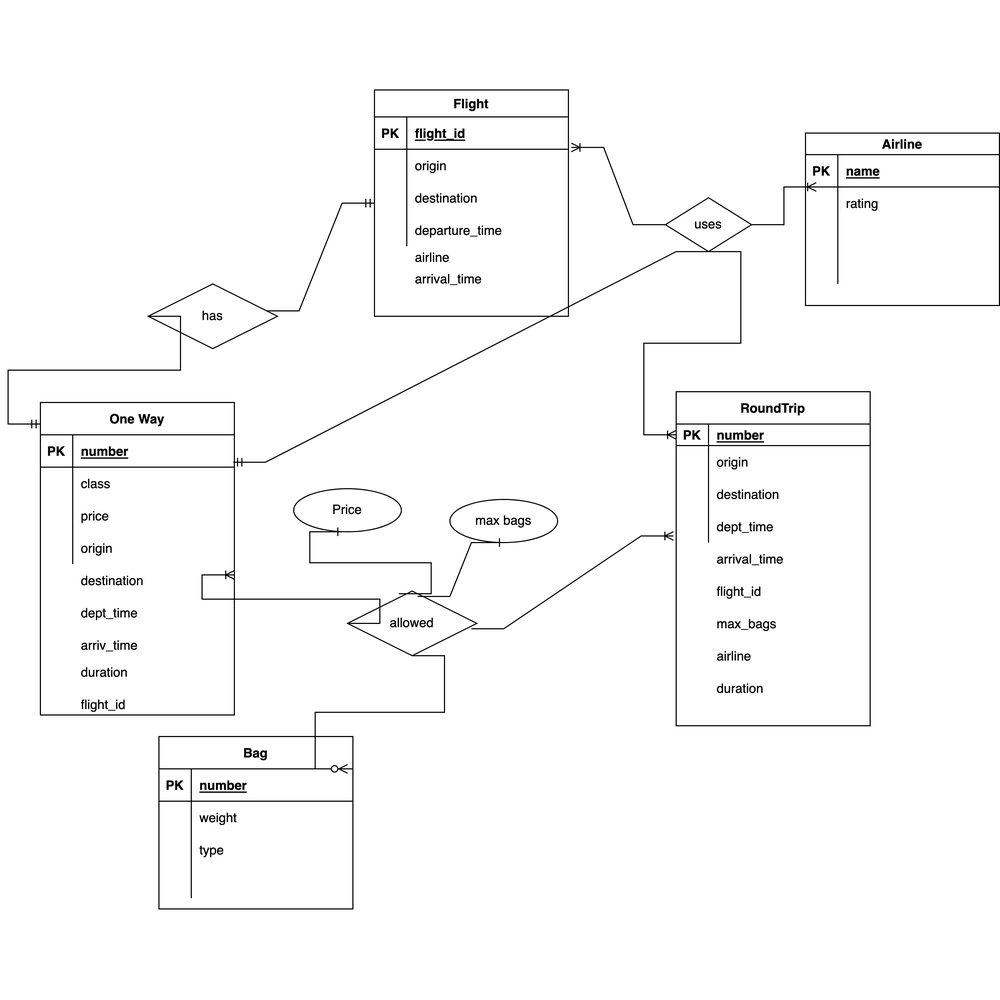 Flight
PK flight_id
origin
destination
departure_time
airline
arrival_time
Airline
PK name
rating
uses
has
One Way
PK number
class
price
origin
destination
dept_time
arriv_time
duration
flight_id
RoundTrip
PK number
origin
destination
dept_time
arrival_time
flight_id
max_bags
airline
duration
Price
max bags
allowed
Bag
PK number
weight
type